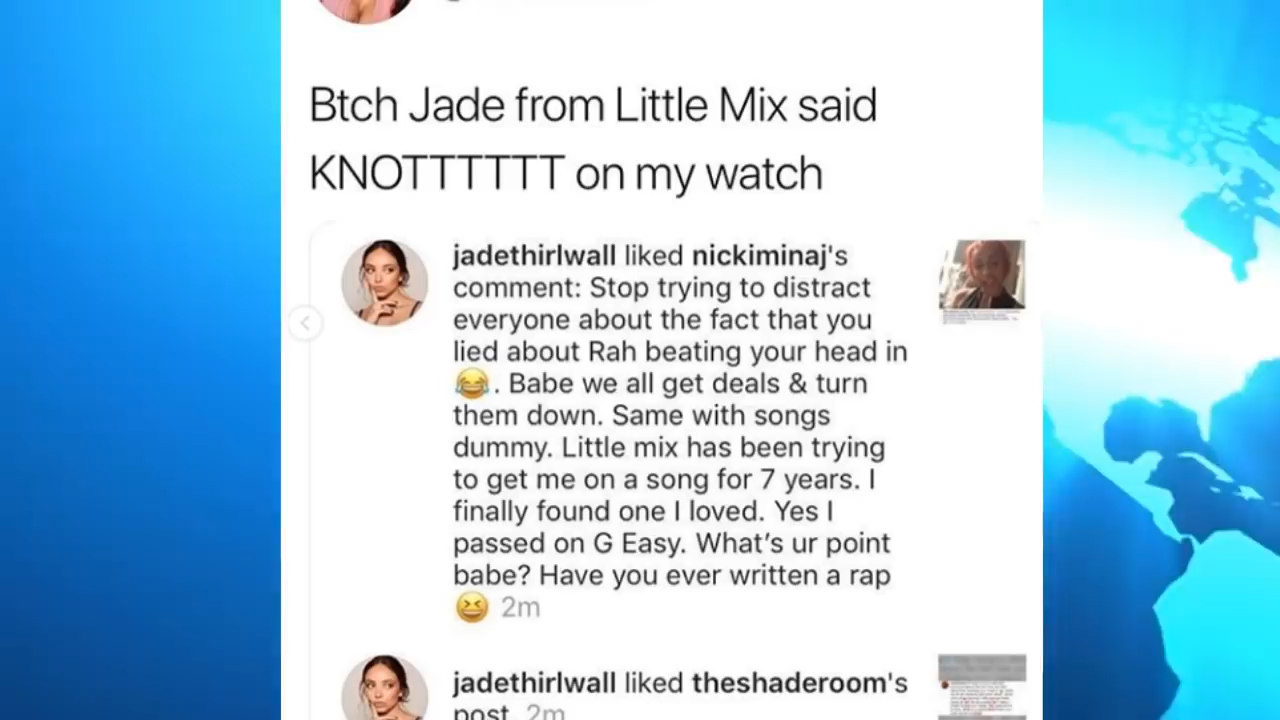 Btch Jade from Little Mix said
KNOTTTTTT on my watch
jadethirlwall liked nickiminaj's
comment: Stop trying to distract
everyone about the fact that you
lied about Rah beating your head in
😂. Babe we all get deals & turn
them down. Same with songs
dummy. Little mix has been trying
to get me on a song for 7 years. I
finally found one I loved. Yes I
passed on G Easy. What's ur point
babe? Have you ever written a rap
😆 2m
jadethirlwall liked theshaderoom's
post. 2m